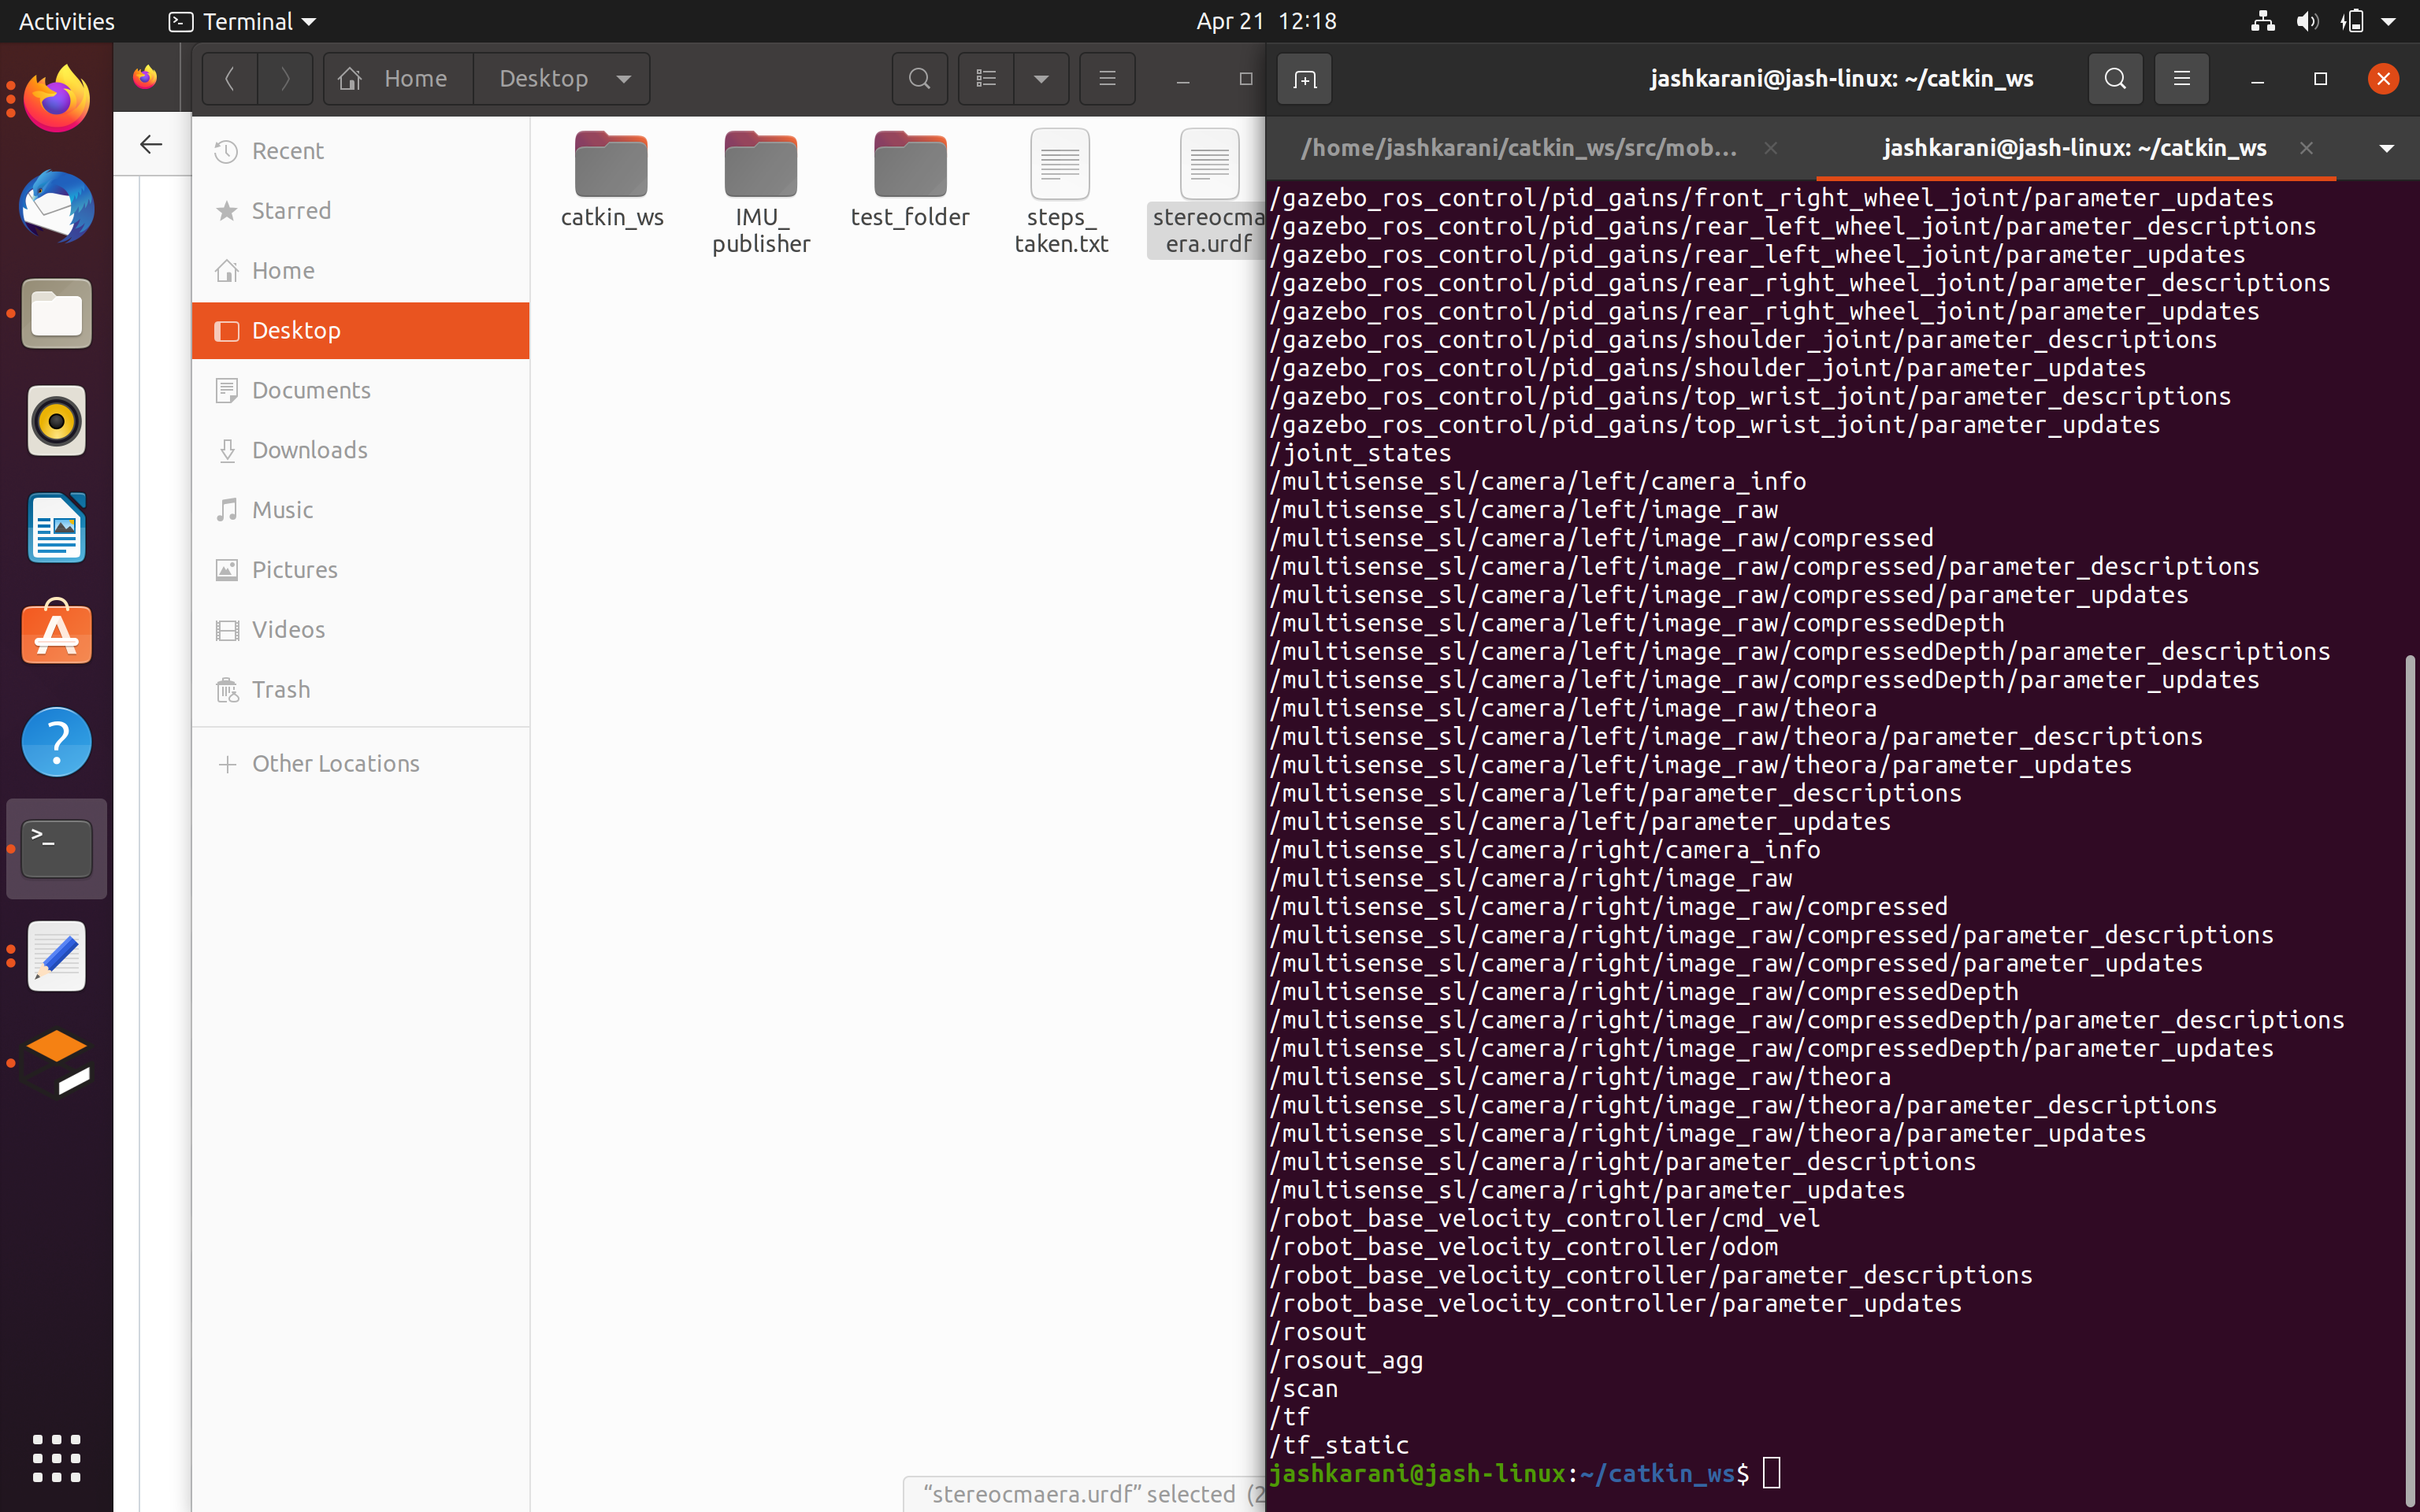 Activities
Terminal
Apr 21 12:18
Home
Desktop
Recent
Starred
Home
Desktop
Documents
Downloads
Music
Pictures
Videos
Trash
Other Locations
catkin_ws
IMU_
publisher
test_folder
steps_
taken.txt
stereocma
era.urdf
“stereocmaera.urdf” selected (2
jashkarani@jash-linux: ~/catkin_ws
/home/jashkarani/catkin_ws/src/mob...
jashkarani@jash-linux: ~/catkin_ws
/gazebo_ros_control/pid_gains/front_right_wheel_joint/parameter_updates
/gazebo_ros_control/pid_gains/rear_left_wheel_joint/parameter_descriptions
/gazebo_ros_control/pid_gains/rear_left_wheel_joint/parameter_updates
/gazebo_ros_control/pid_gains/rear_right_wheel_joint/parameter_descriptions
/gazebo_ros_control/pid_gains/rear_right_wheel_joint/parameter_updates
/gazebo_ros_control/pid_gains/shoulder_joint/parameter_descriptions
/gazebo_ros_control/pid_gains/shoulder_joint/parameter_updates
/gazebo_ros_control/pid_gains/top_wrist_joint/parameter_descriptions
/gazebo_ros_control/pid_gains/top_wrist_joint/parameter_updates
/joint_states
/multisense_sl/camera/left/camera_info
/multisense_sl/camera/left/image_raw
/multisense_sl/camera/left/image_raw/compressed
/multisense_sl/camera/left/image_raw/compressed/parameter_descriptions
/multisense_sl/camera/left/image_raw/compressed/parameter_updates
/multisense_sl/camera/left/image_raw/compressedDepth
/multisense_sl/camera/left/image_raw/compressedDepth/parameter_descriptions
/multisense_sl/camera/left/image_raw/compressedDepth/parameter_updates
/multisense_sl/camera/left/image_raw/theora
/multisense_sl/camera/left/image_raw/theora/parameter_descriptions
/multisense_sl/camera/left/image_raw/theora/parameter_updates
/multisense_sl/camera/left/parameter_descriptions
/multisense_sl/camera/left/parameter_updates
/multisense_sl/camera/right/camera_info
/multisense_sl/camera/right/image_raw
/multisense_sl/camera/right/image_raw/compressed
/multisense_sl/camera/right/image_raw/compressed/parameter_descriptions
/multisense_sl/camera/right/image_raw/compressed/parameter_updates
/multisense_sl/camera/right/image_raw/compressedDepth
/multisense_sl/camera/right/image_raw/compressedDepth/parameter_descriptions
/multisense_sl/camera/right/image_raw/compressedDepth/parameter_updates
/multisense_sl/camera/right/image_raw/theora
/multisense_sl/camera/right/image_raw/theora/parameter_descriptions
/multisense_sl/camera/right/image_raw/theora/parameter_updates
/multisense_sl/camera/right/parameter_descriptions
/multisense_sl/camera/right/parameter_updates
/robot_base_velocity_controller/cmd_vel
/robot_base_velocity_controller/odom
/robot_base_velocity_controller/parameter_descriptions
/robot_base_velocity_controller/parameter_updates
/rosout
/rosout_agg
/scan
/tf
/tf_static
jashkarani@jash-linux:~/catkin_ws$